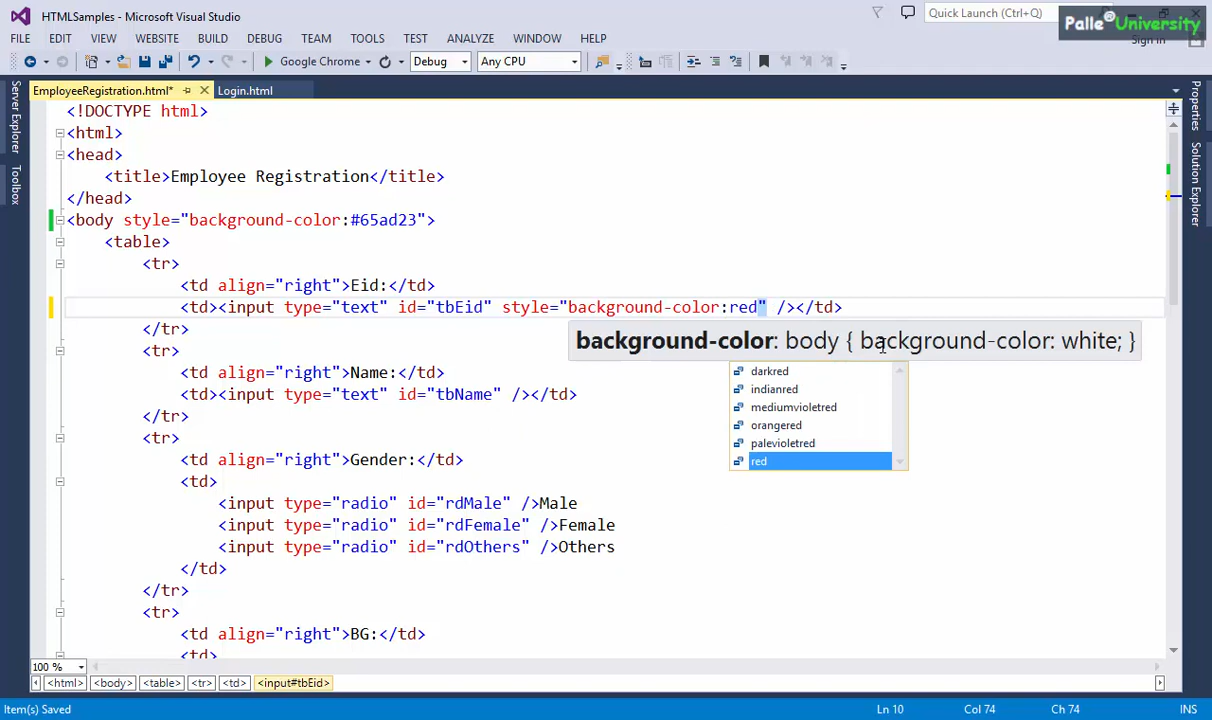 HTMLSamples - Microsoft Visual Studio
Quick Launch (Ctrl+Q)
Palle® University
Sign in
FILE EDIT VIEW WEBSITE BUILD DEBUG TEAM TOOLS TEST ANALYZE WINDOW HELP
Google Chrome Debug Any CPU
EmployeeRegistration.html* Login.html
Server Explorer
Toolbox
Properties
Solution Explorer
<!DOCTYPE html>
<html>
<head>
<title>Employee Registration</title>
</head>
<body style="background-color:#65ad23">
<table>
<tr>
<td align="right">Eid:</td>
<td><input type="text" id="tbEid" style="background-color:red" /></td>
</tr>
background-color: body { background-color: white; }
<tr>
darkred
<td align="right">Name:</td>
indianred
<td><input type="text" id="tbName" /></td>
mediumvioletred
</tr>
orangered
<tr>
palevioletred
<td align="right">Gender:</td>
red
<td>
<input type="radio" id="rdMale" />Male
<input type="radio" id="rdFemale" />Female
<input type="radio" id="rdOthers" />Others
</td>
</tr>
<tr>
<td align="right">BG:</td>
<td>
100 %
<html> <body> <table> <tr> <td> <input#tbEid>
Item(s) Saved Ln 10 Col 74 Ch 74 INS